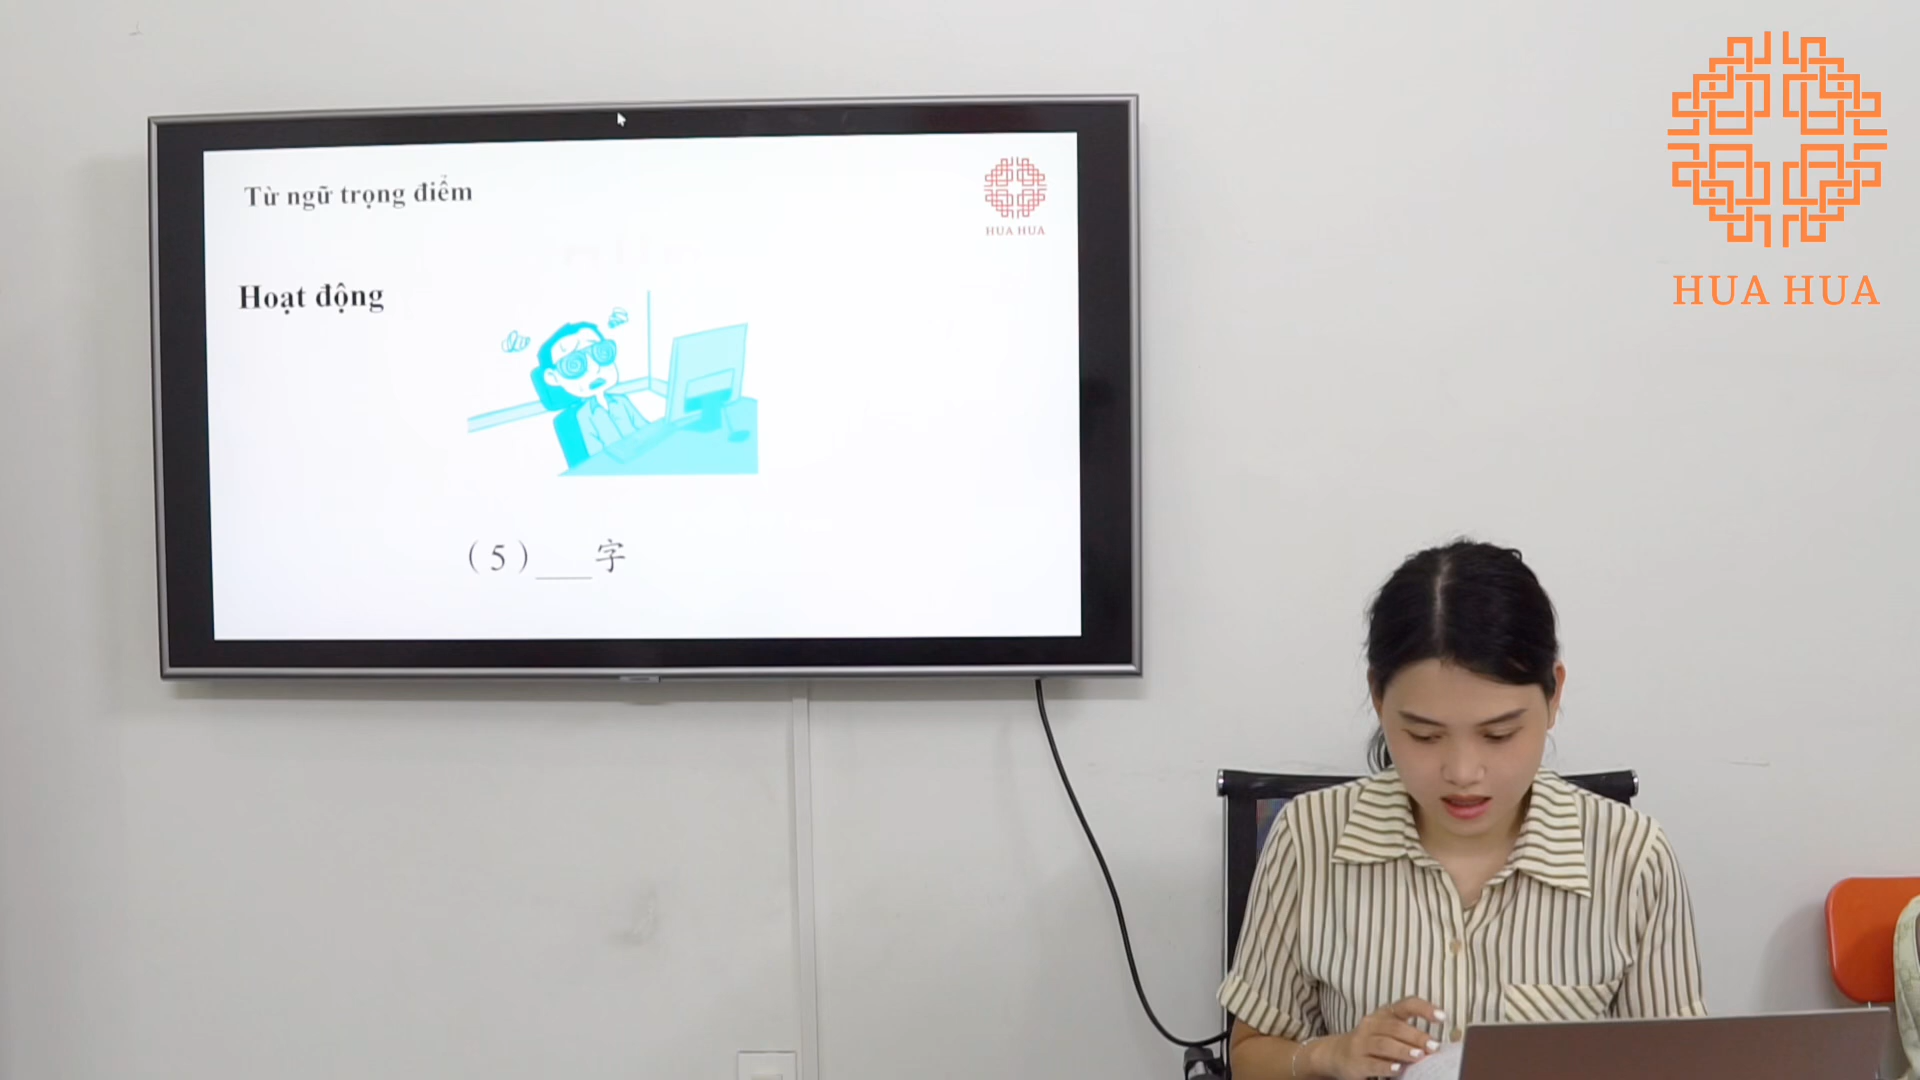 Từ ngữ trọng điểm
HUA HUA
Hoạt động
（5）___字
HUA HUA